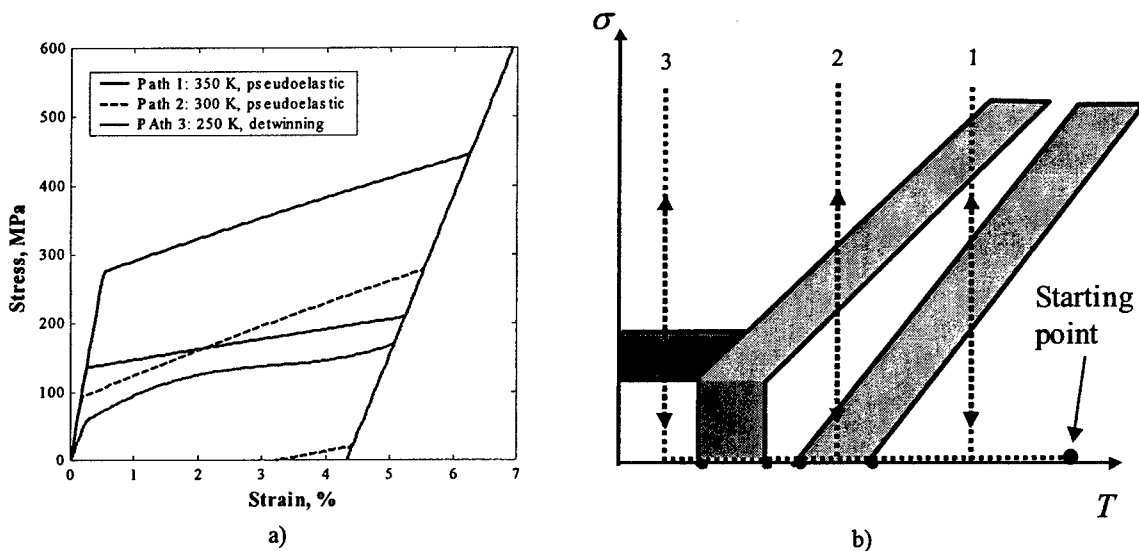 600
500
400
300
200
100
0
Stress, MPa
Path 1: 350 K, pseudoelastic
Path 2: 300 K, pseudoelastic
PAth 3: 250 K, detwinning
0 1 2 3 4 5 6 7
Strain, %
a)
σ
3
2
1
Starting
point
T
b)